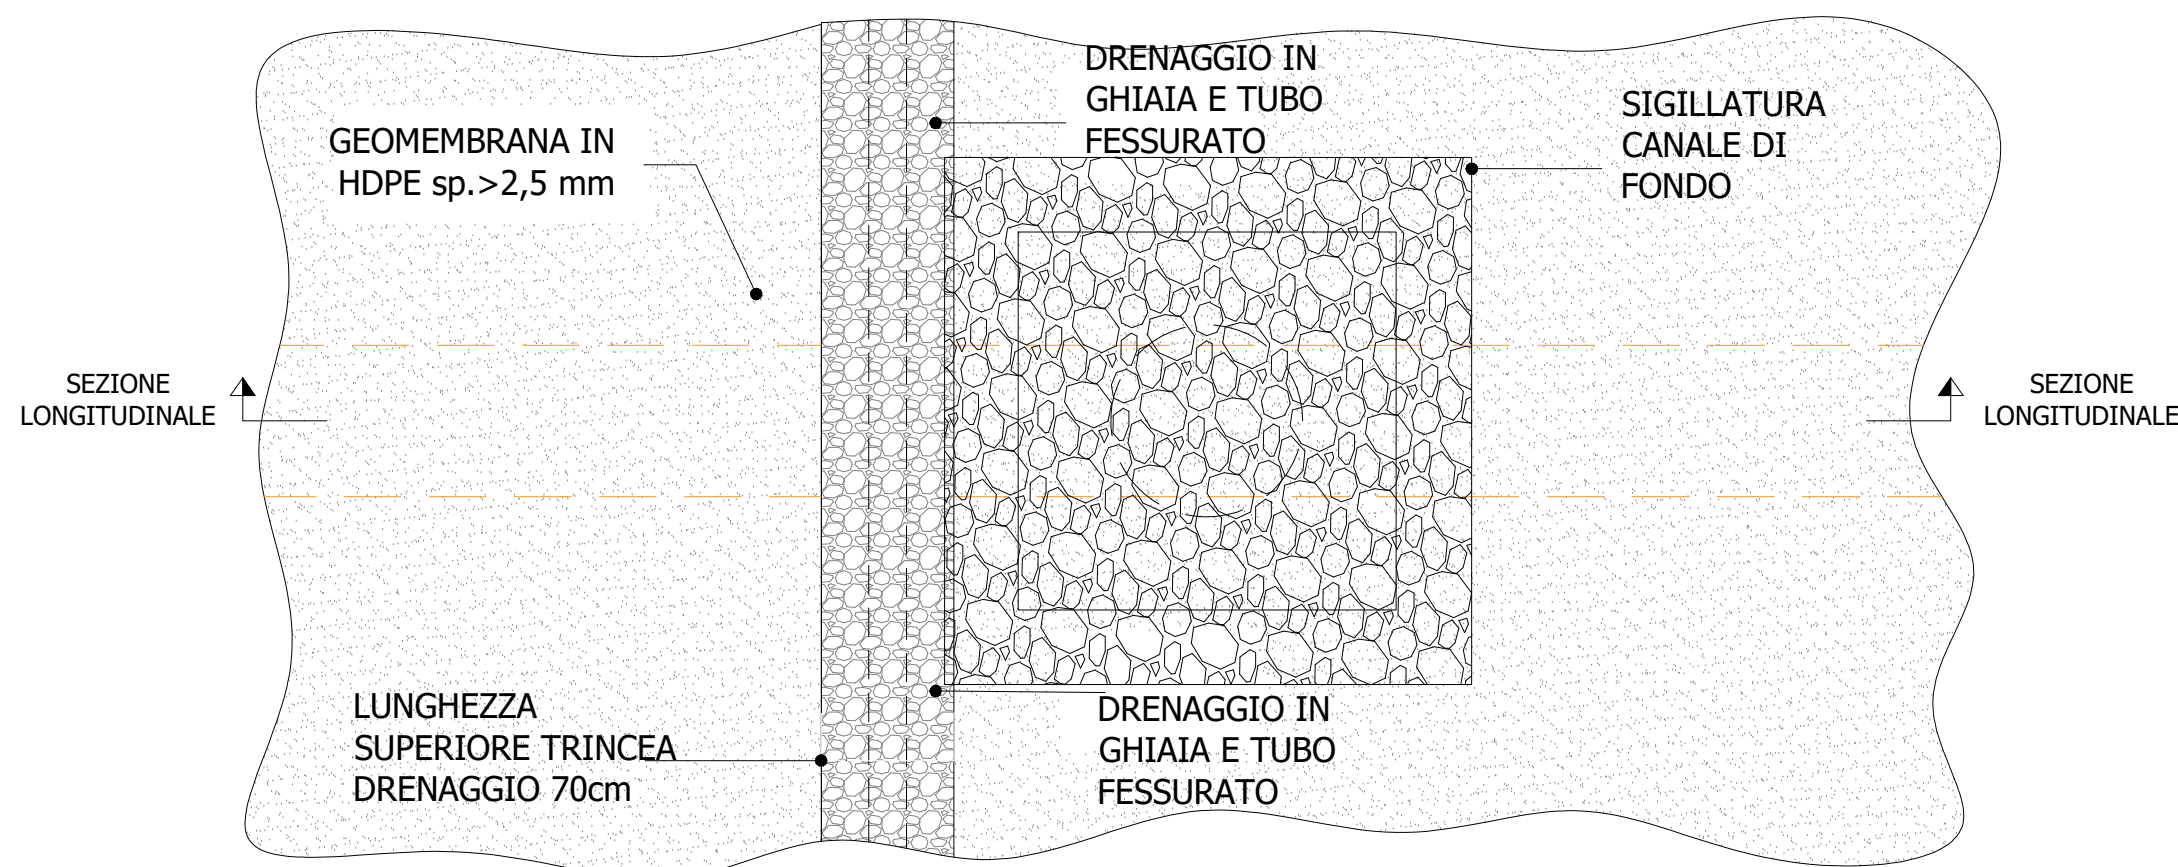 DRENAGGIO IN
GHIAIA E TUBO
FESSURATO
SIGILLATURA
CANALE DI
FONDO
GEOMEMBRANA IN
HDPE sp.>2,5 mm
SEZIONE
LONGITUDINALE
SEZIONE
LONGITUDINALE
LUNGHEZZA
SUPERIORE TRINCEA
DRENAGGIO 70cm
DRENAGGIO IN
GHIAIA E TUBO
FESSURATO